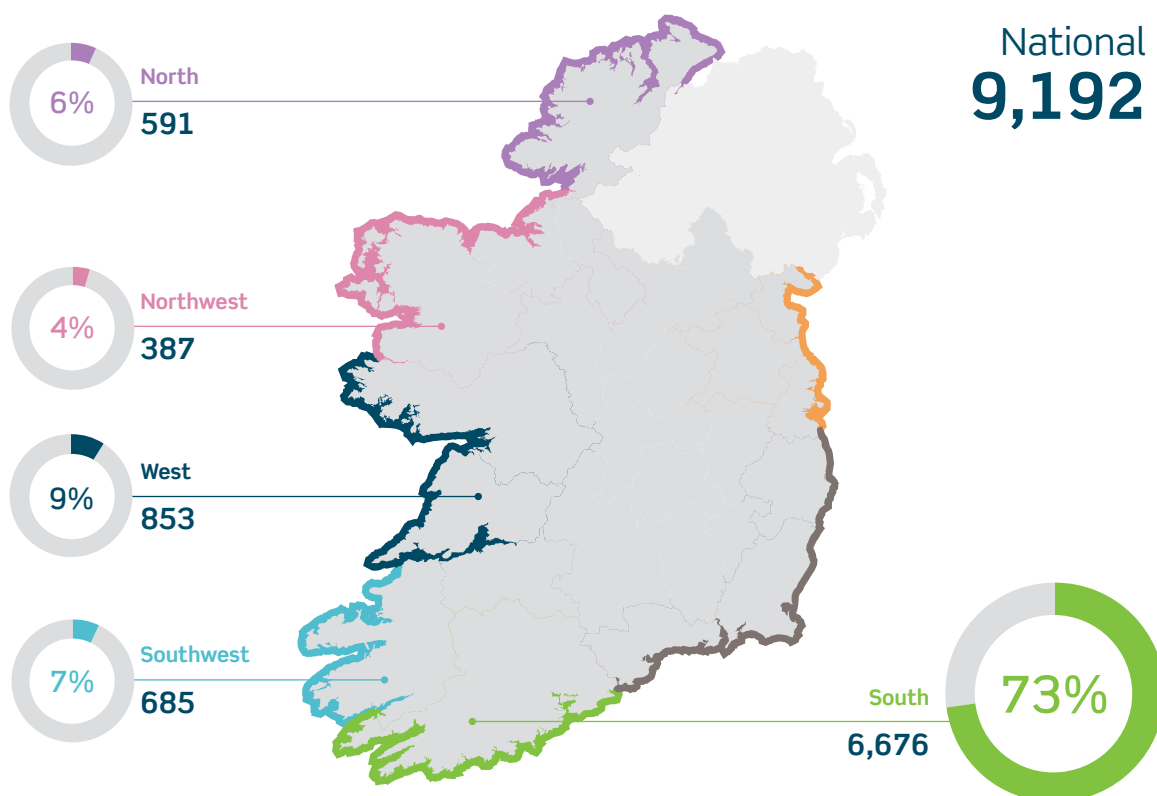 National
9,192
6%
North
591
4%
Northwest
387
9%
West
853
7%
Southwest
685
South
6,676
73%